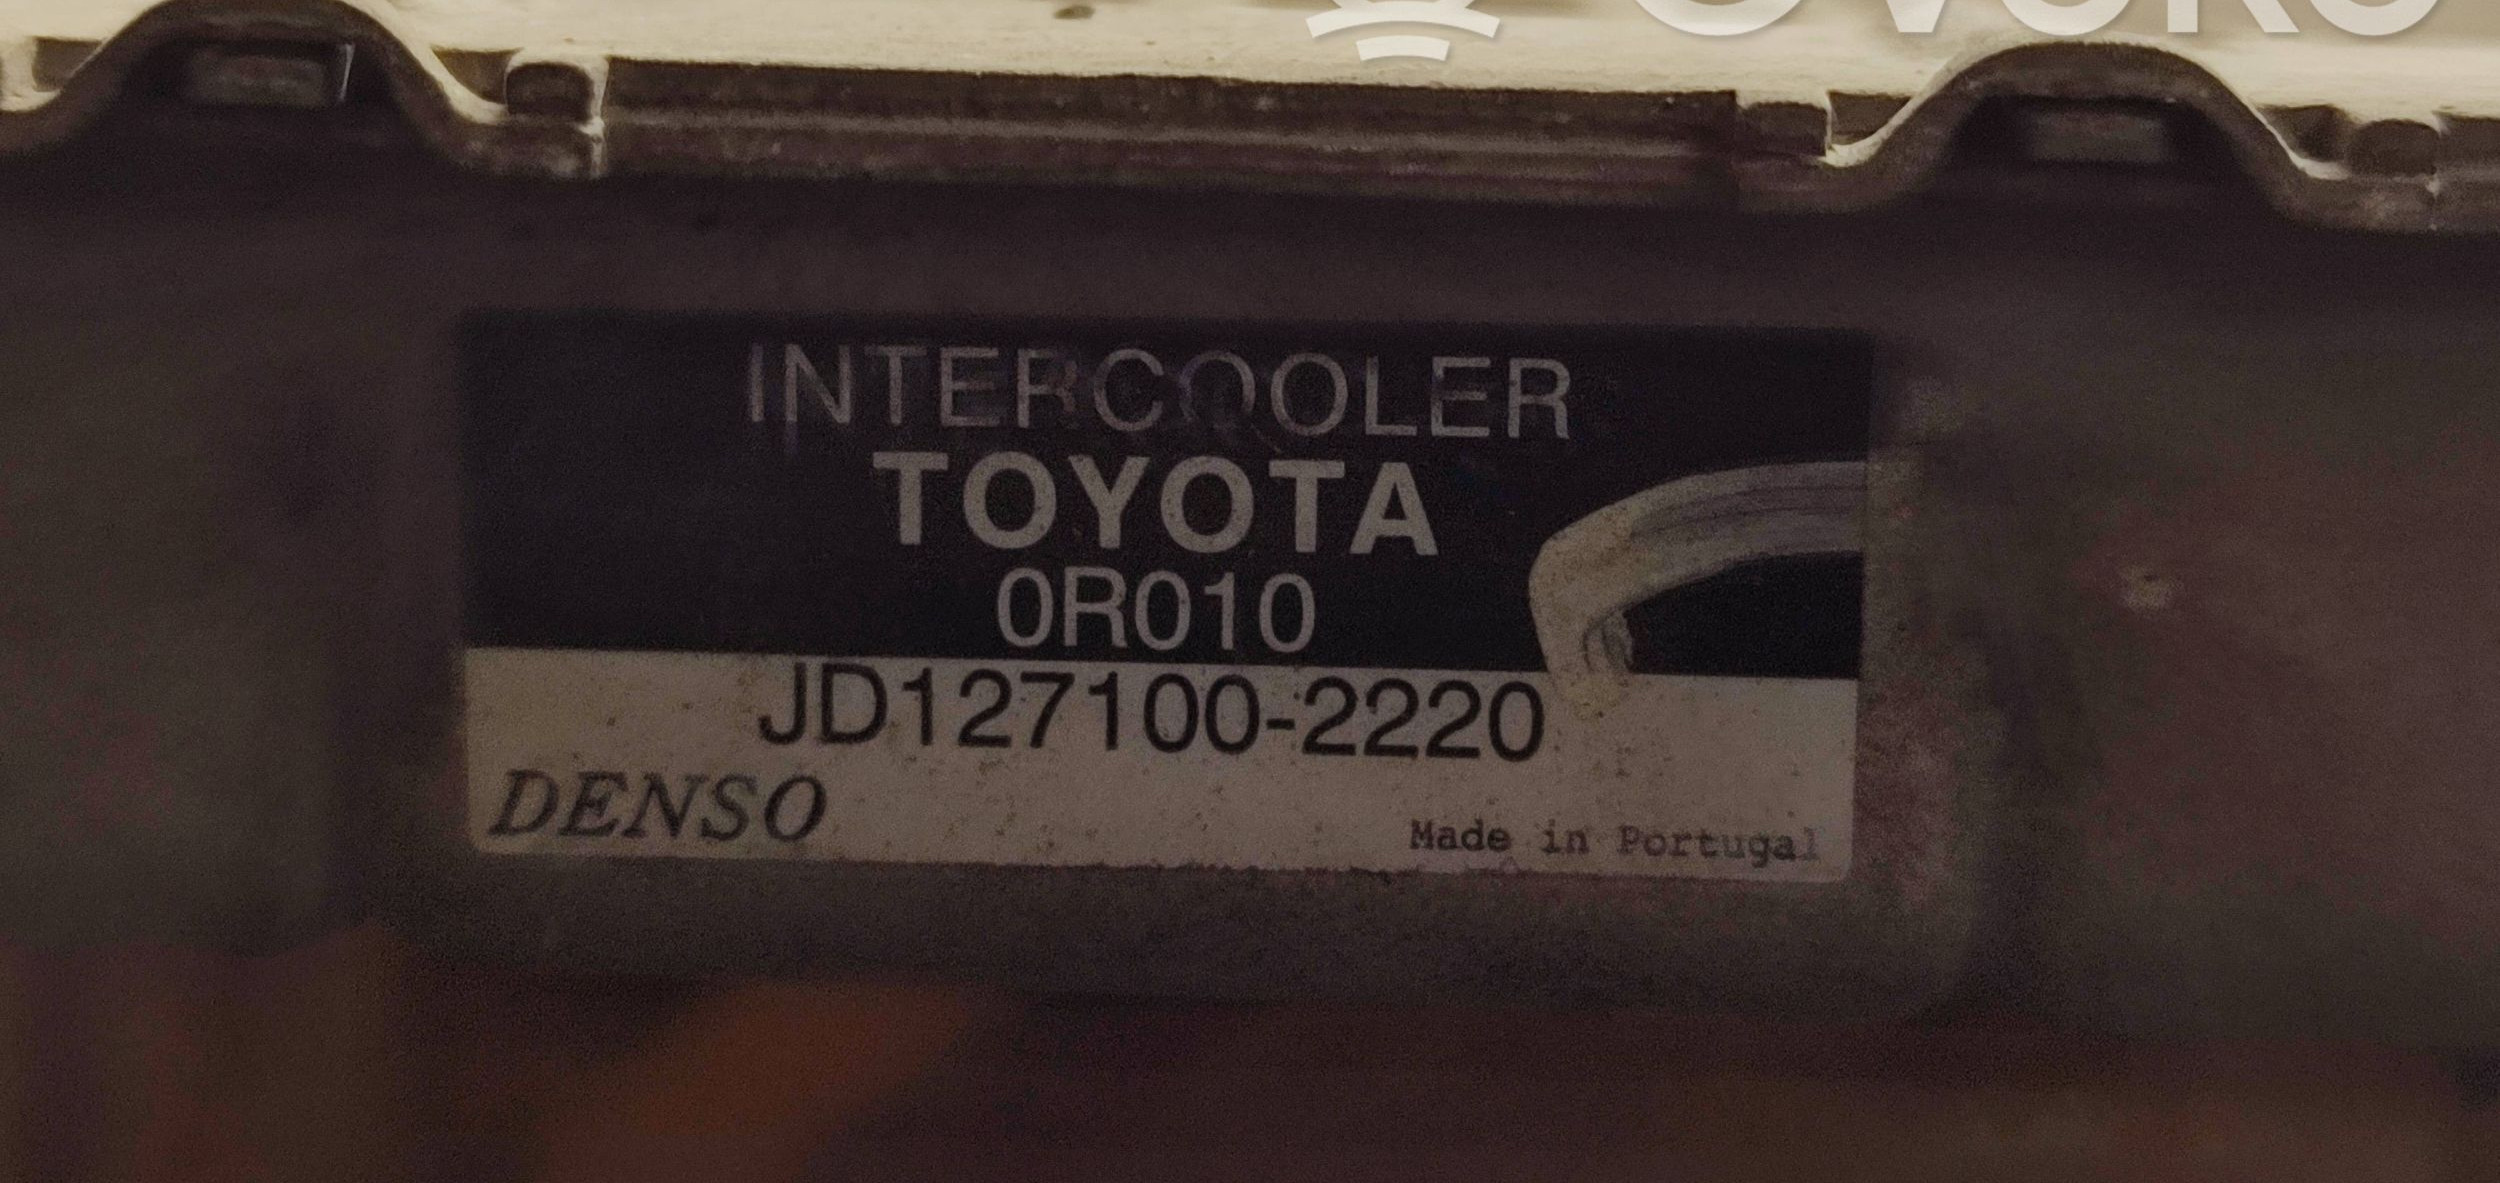 INTERCOOLER
TOYOTA
0R010
JD127100-2220
DENSO
Made in Portugal